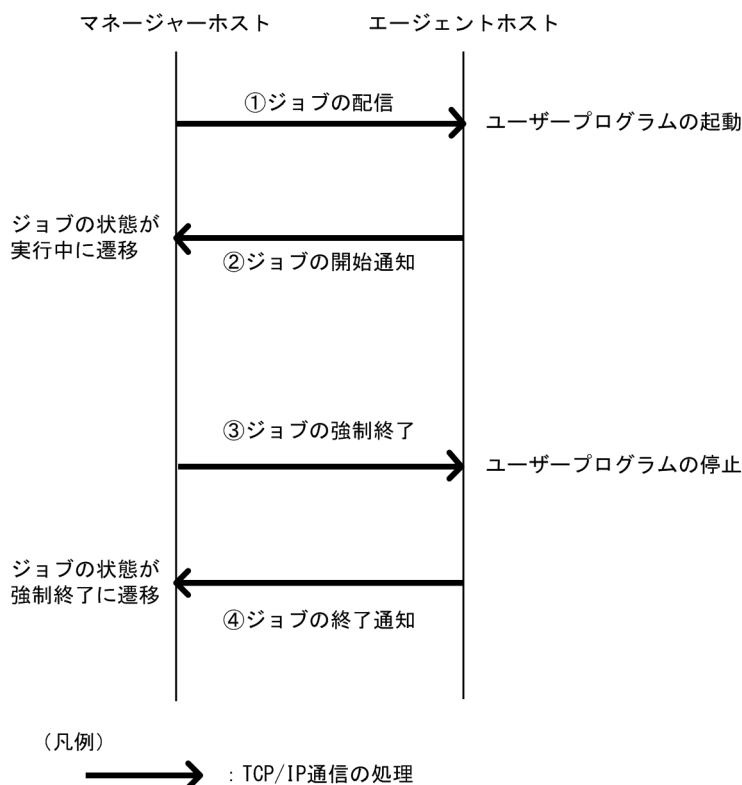 マネージャーホスト
エージェントホスト
①ジョブの配信
ユーザープログラムの起動
ジョブの状態が
実行中に遷移
②ジョブの開始通知
③ジョブの強制終了
ユーザープログラムの停止
ジョブの状態が
強制終了に遷移
④ジョブの終了通知
(凡例)
：TCP/IP通信の処理